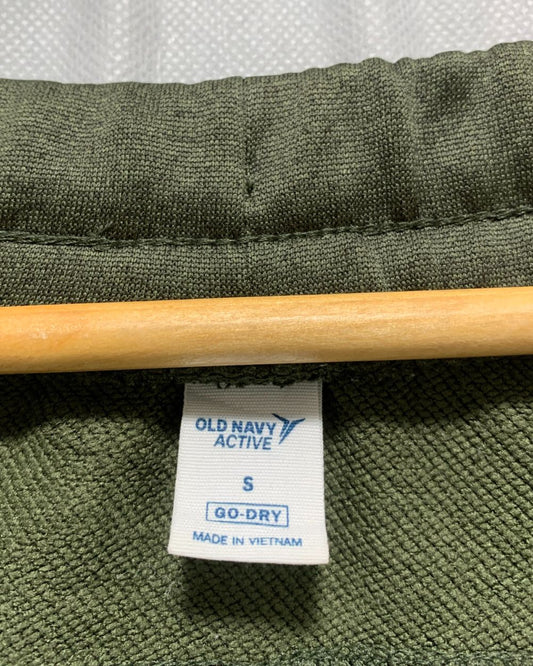 OLD NAVY
ACTIVE
S
GO-DRY
MADE IN VIETNAM